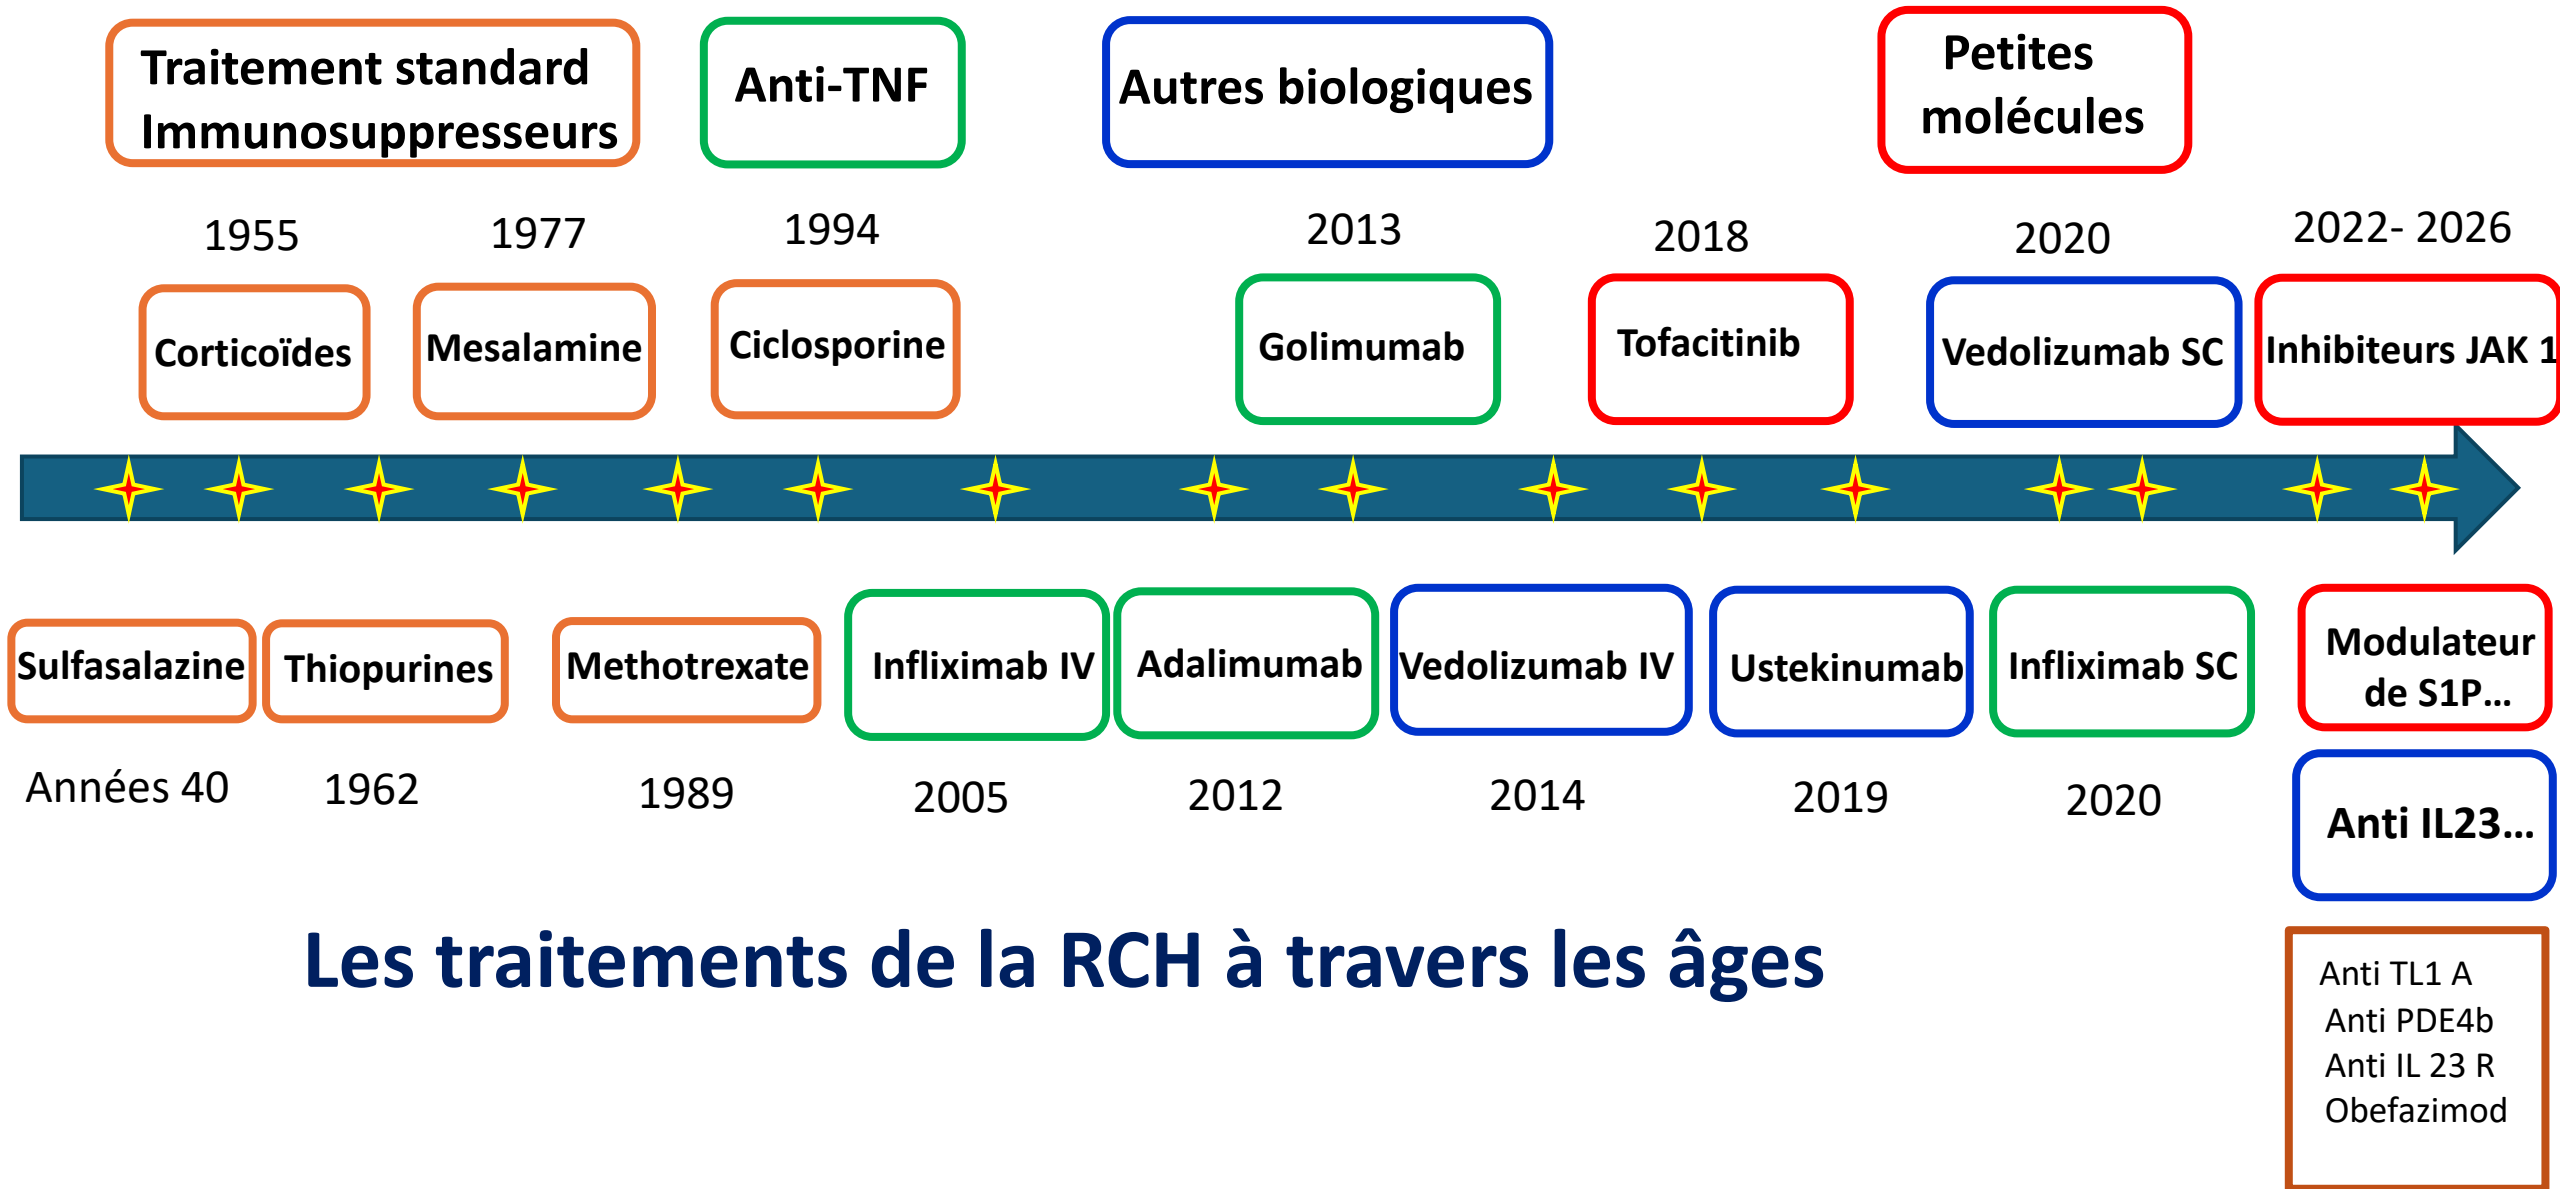 Traitement standard
Immunosuppresseurs
Anti-TNF
Autres biologiques
Petites
molécules
1955
1977
1994
2013
2018
2020
2022- 2026
Corticoïdes
Mesalamine
Ciclosporine
Golimumab
Tofacitinib
Vedolizumab SC
Inhibiteurs JAK 1
Sulfasalazine
Thiopurines
Methotrexate
Infliximab IV
Adalimumab
Vedolizumab IV
Ustekinumab
Infliximab SC
Modulateur
de S1P...
Années 40
1962
1989
2005
2012
2014
2019
2020
Anti IL23...
Les traitements de la RCH à travers les âges
Anti TL1 A
Anti PDE4b
Anti IL 23 R
Obefazimod